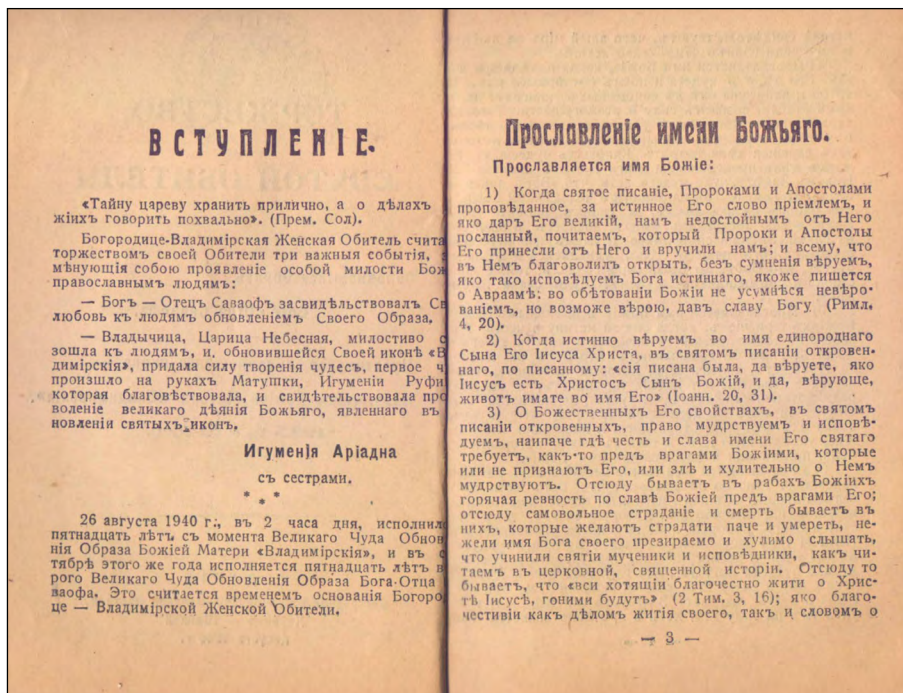 ВСТУПЛЕНІЕ.
«Тайну цареву хранить прилично, а о дѣлахъ
жіихъ говорить похвально». (Прем. Сол).
Богородице-Владимірская Женская Обитель счита
торжествомъ своей Обители три важныя событія,
мѣнующія собою проявленіе особой милости Бож
православнымъ людямъ:
— Богъ — Отецъ Саваофъ засвидѣльствовалъ Св
любовь къ людямъ обновленіемъ Своего Образа.
— Владычица, Царица Небесная, милостиво с
зошла къ людямъ, и, обновившейся Своей иконѣ «В
димірскія», придала силу творенія чудесъ, первое ч
произшло на рукахъ Матушки, Игуменіи Руфи
которая благовѣствовала, и свидѣтельствовала про
воленіе великаго дѣянія Божьяго, явленнаго въ
новленіи святыхъ иконъ.
Игуменія Аріадна
съ сестрами.
* * *
26 августа 1940 г., въ 2 часа дня, исполнил
пятнадцать лѣтъ съ момента Великаго Чуда Обнов
нія Образа Божіей Матери «Владимірскія», и въ с
тябрѣ этого же года исполняется пятнадцать лѣтъ в
рого Великаго Чуда Обновленія Образа Бога-Отца
ваофа. Это считается временемъ основанія Богоро
це — Владимірской Женской Обители.
Прославленіе имени Божьяго.
Прославляется имя Божіе:
1) Когда святое писаніе, Пророками и Апостолами
проповѣданное, за истинное Его слово пріемлемъ, и
яко даръ Его великій, намъ недостойнымъ отъ Него
посланный, почитаемъ, который Пророки и Апостолы
Его принесли отъ Него и вручили намъ; и всему, что
въ Немъ благоволилъ открыть, безъ сумненія вѣруемъ,
яко тако исповѣдуемъ Бога истиннаго, якоже пишется
о Авраамѣ: во обѣтованіи Божіи не усумнѣся невѣро-
ваніемъ, но возможе вѣрою, давъ славу Богу (Римл.
4, 20).
2) Когда истинно вѣруемъ во имя единороднаго
Сына Его Іисуса Христа, въ святомъ писаніи откровен-
наго, по писанному: «сія писана была, да вѣруете, яко
Іисусъ есть Христосъ Сынъ Божій, и да, вѣрующе,
животъ имате во имя Его» (Іоанн. 20, 31).
3) О Божественныхъ Его свойствахъ, въ святомъ
писаніи откровенныхъ, право мудрствуемъ и исповѣ-
дуемъ, наипаче гдѣ честь и слава имени Его святаго
требуетъ, какъ-то предъ врагами Божіими, которые
или не признаютъ Его, или злѣ и хулительно о Немъ
мудрствуютъ. Отсюду бываетъ в рабахъ Божіихъ
горячая ревность по славѣ Божіей предъ врагами Его;
отсюду самовольное страданіе и смерть бываетъ въ
нихъ, которые желаютъ страдати паче и умереть, не-
жели имя Бога своего презираемо и хулимо слышать,
что учинили святіи мученики и исповѣдники, какъ чи-
таемъ въ церковной, священной исторіи. Отсюду то
бываетъ, что «вси хотящіи благочестно жити о Хрис-
тѣ Іисусѣ, гоними будутъ» (2 Тим. 3, 16); яко благо-
честивіи какъ дѣломъ житія своего, такъ и словомъ о
— 3 —